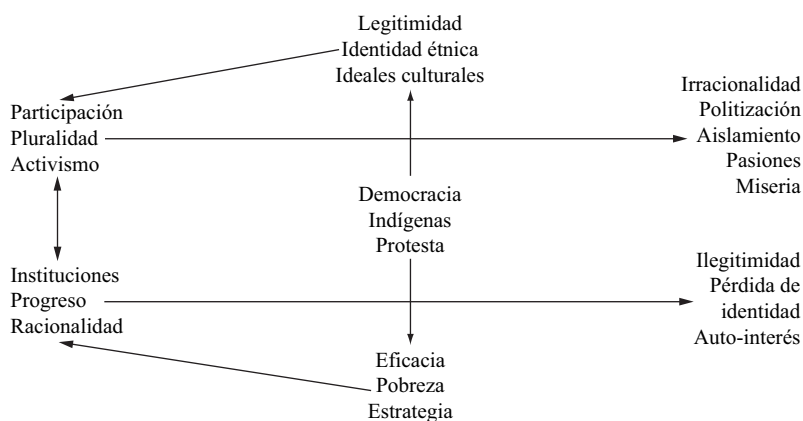 Legitimidad
Identidad étnica
Ideales culturales
Participación
Pluralidad
Activismo
Irracionalidad
Politización
Aislamiento
Pasiones
Miseria
Democracia
Indígenas
Protesta
Instituciones
Progreso
Racionalidad
Ilegitimidad
Pérdida de
identidad
Auto-interés
Eficacia
Pobreza
Estrategia